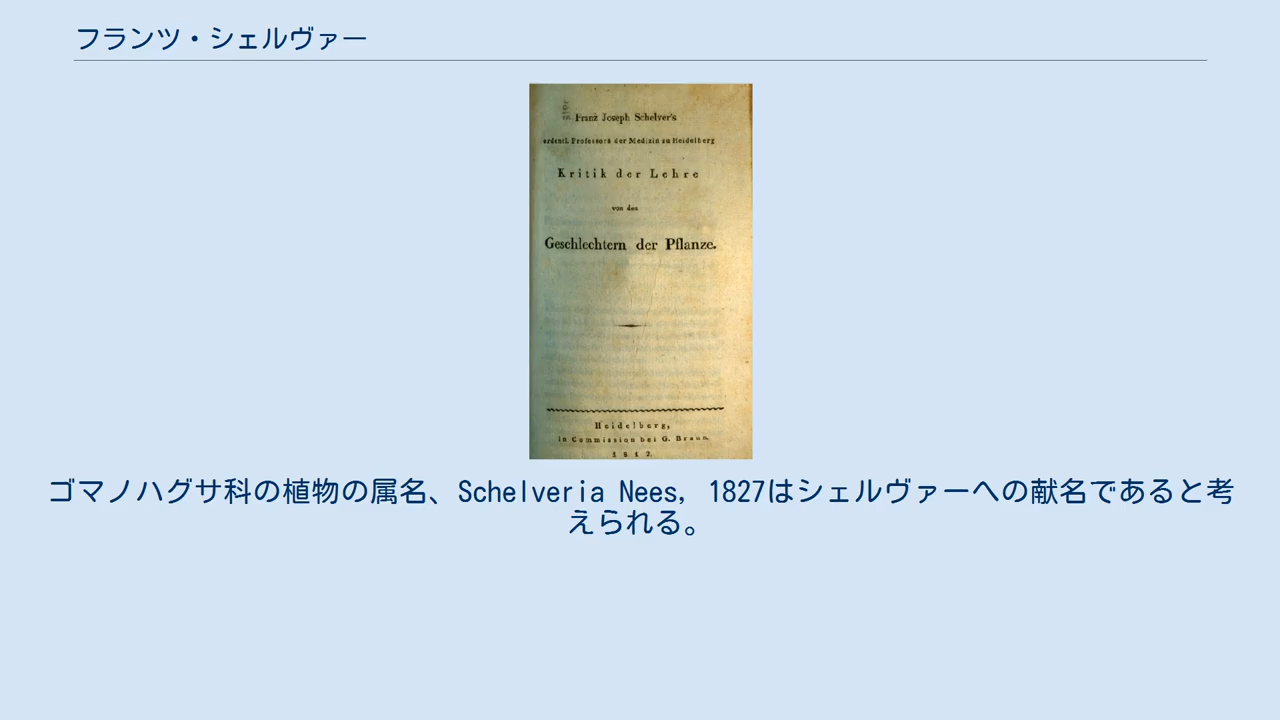 フランツ・シェルヴァー
Franz Joseph Schelver's
ordentl. Professors der Medizin zu Heidelberg
Kritik der Lehre
von den
Geschlechtern der Pflanze.
Heidelberg,
in Commission bei G. Braun.
ゴマノハグサ科の植物の属名、Schelveria Nees, 1827はシェルヴァーへの献名であると考
えられる。